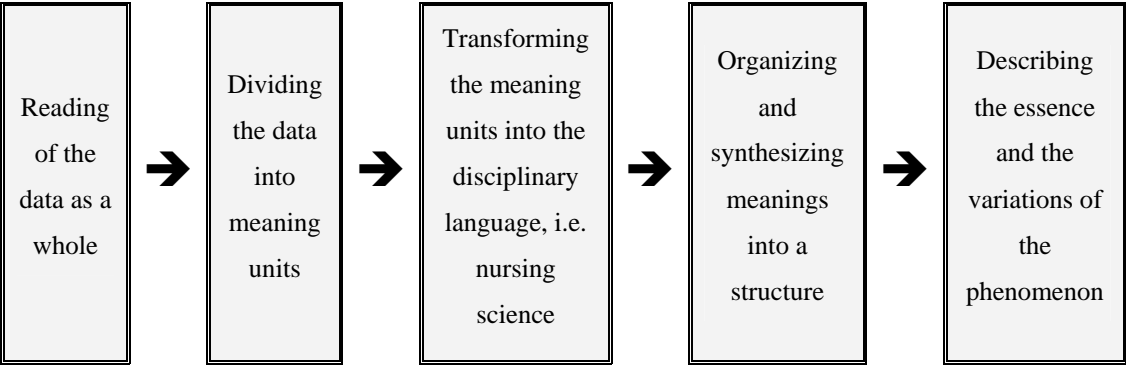 Reading
of the
data as a
whole
Dividing
the data
into
meaning
units
Transforming
the meaning
units into the
disciplinary
language, i.e.
nursing
science
Organizing
and
synthesizing
meanings
into a
structure
Describing
the essence
and the
variations of
the
phenomenon